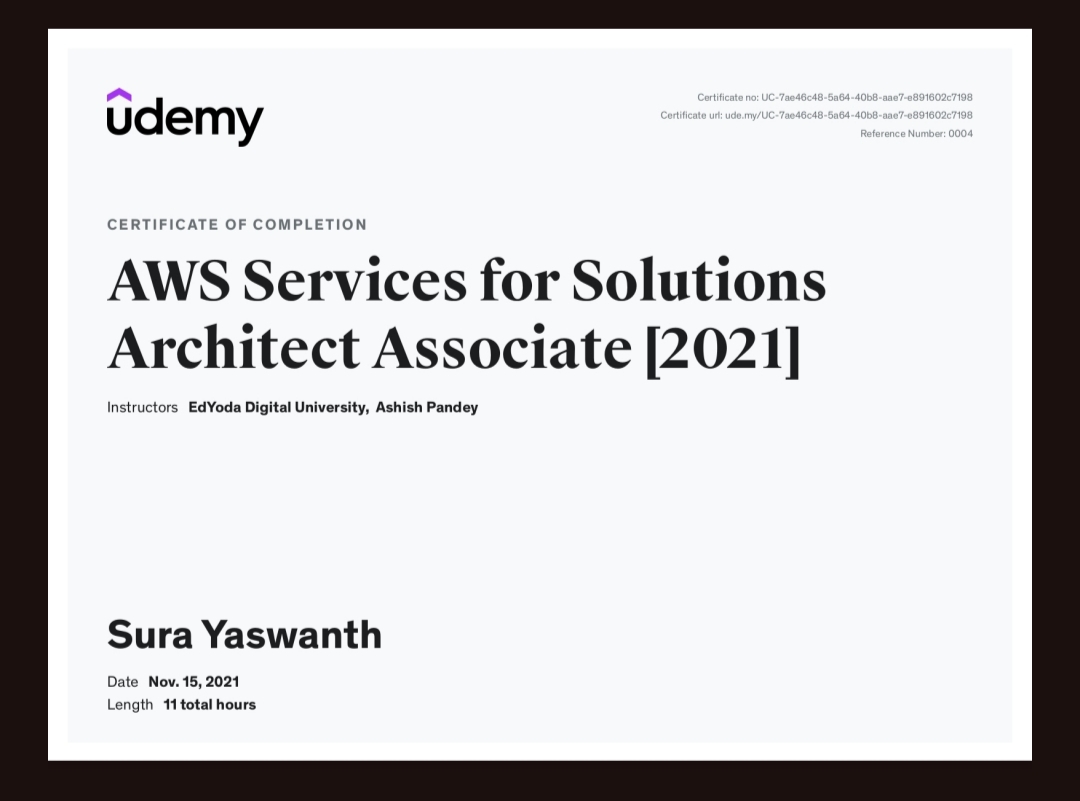 udemy
Certificate no: UC-7ae46c48-5a64-40b8-aae7-e891602c7198
Certificate url: ude.my/UC-7ae46c48-5a64-40b8-aae7-e891602c7198
Reference Number: 0004
CERTIFICATE OF COMPLETION
AWS Services for Solutions
Architect Associate [2021]
Instructors EdYoda Digital University, Ashish Pandey
Sura Yaswanth
Date Nov. 15, 2021
Length 11 total hours